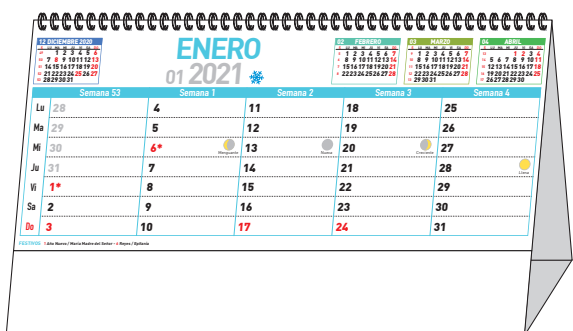 12 DICIEMBRE 2020
ENERO
01 2021
02 FEBRERO
03 MARZO
04 ABRIL
Semana 53 Semana 1 Semana 2 Semana 3 Semana 4
Lu 28 4 11 18 25
Ma 29 5 12 19 26
Mi 30 6* Menguante 13 Nueva 20 Creciente 27
Ju 31 7 14 21 28 Llena
Vi 1* 8 15 22 29
Sa 2 9 16 23 30
Do 3 10 17 24 31
FESTIVOS 1 Año Nuevo / María Madre del Señor - 6 Reyes / Epifanía